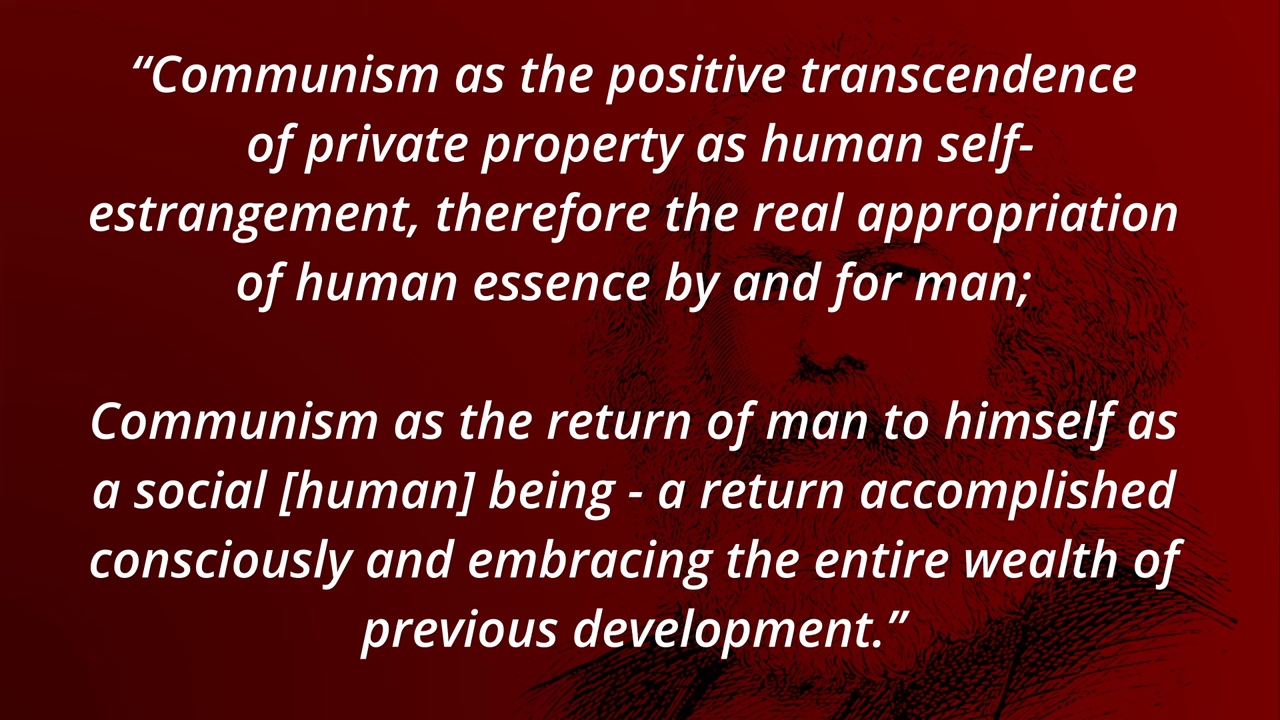 “Communism as the positive transcendence
of private property as human self-
estrangement, therefore the real appropriation
of human essence by and for man;
Communism as the return of man to himself as
a social [human] being - a return accomplished
consciously and embracing the entire wealth of
previous development.”